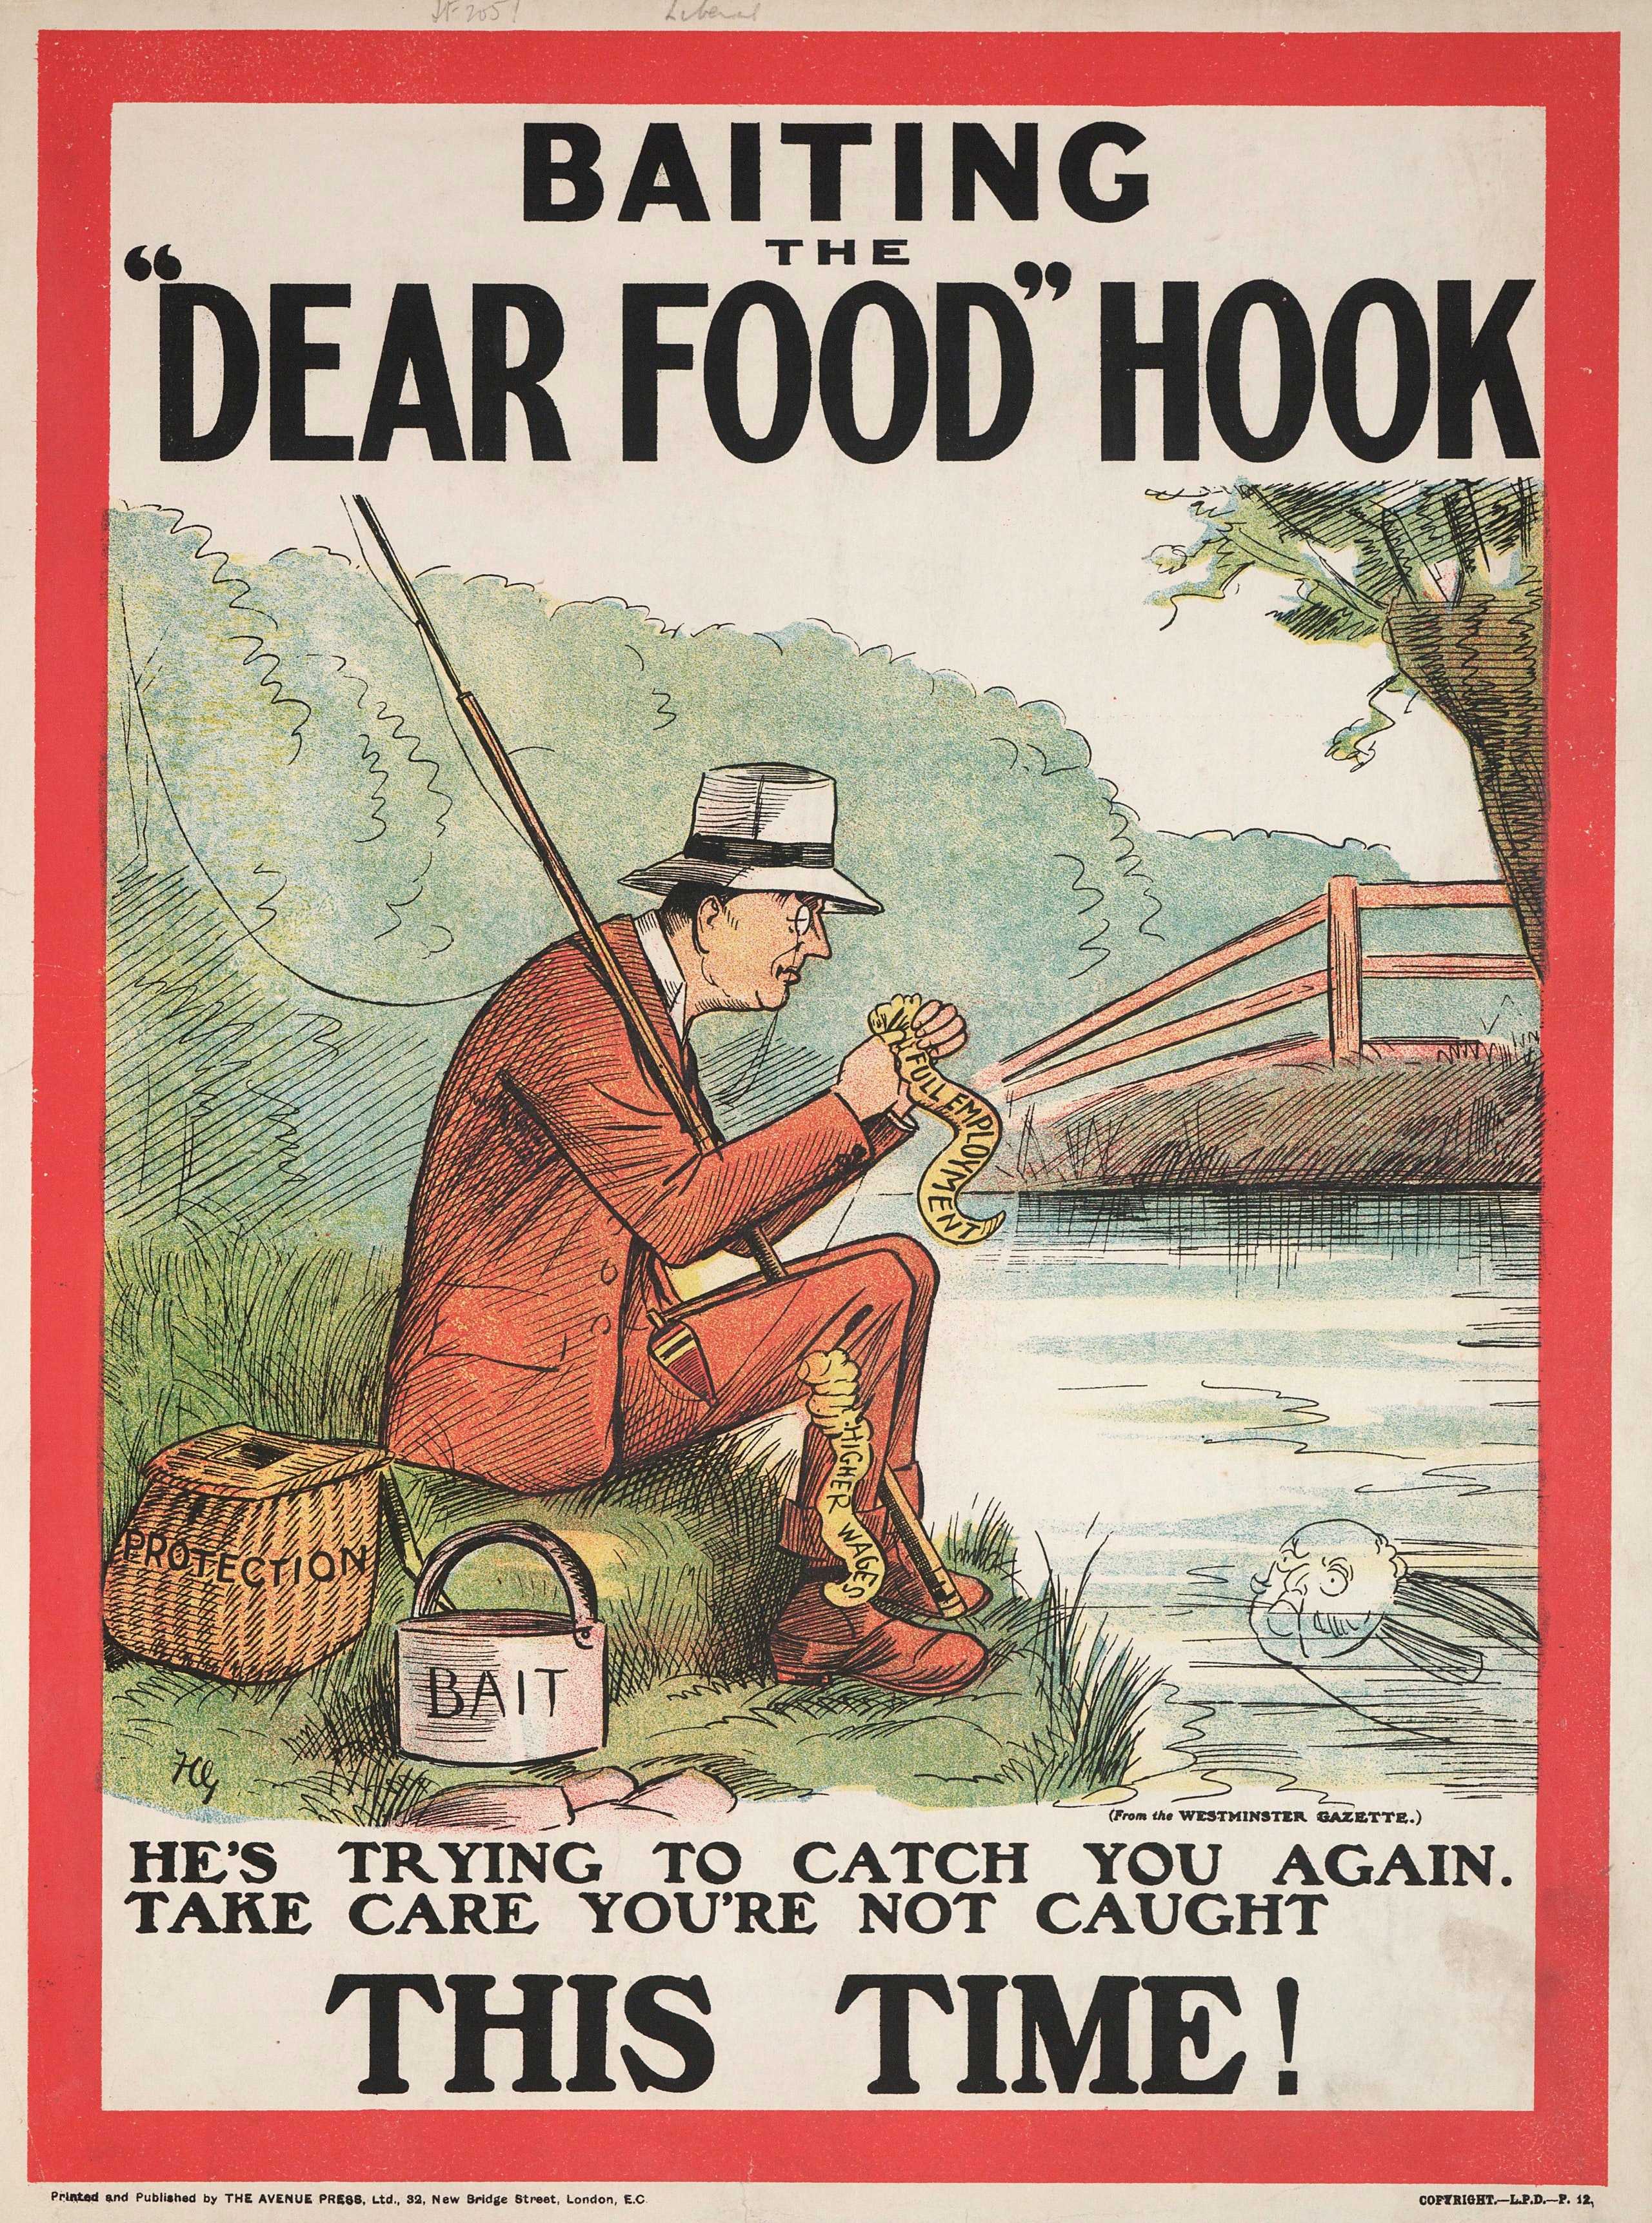 Liberal
BAITING
THE
"DEAR FOOD" HOOK
FULL EMPLOYMENT
HIGHER WAGES
PROTECTION
BAIT
HG
(From the WESTMINSTER GAZETTE.)
HE'S TRYING TO CATCH YOU AGAIN.
TAKE CARE YOU'RE NOT CAUGHT
THIS TIME!
Printed and Published by THE AVENUE PRESS, Ltd., 32, New Bridge Street, London, E.C
COPYRIGHT.—L.P.D.—P. 12,